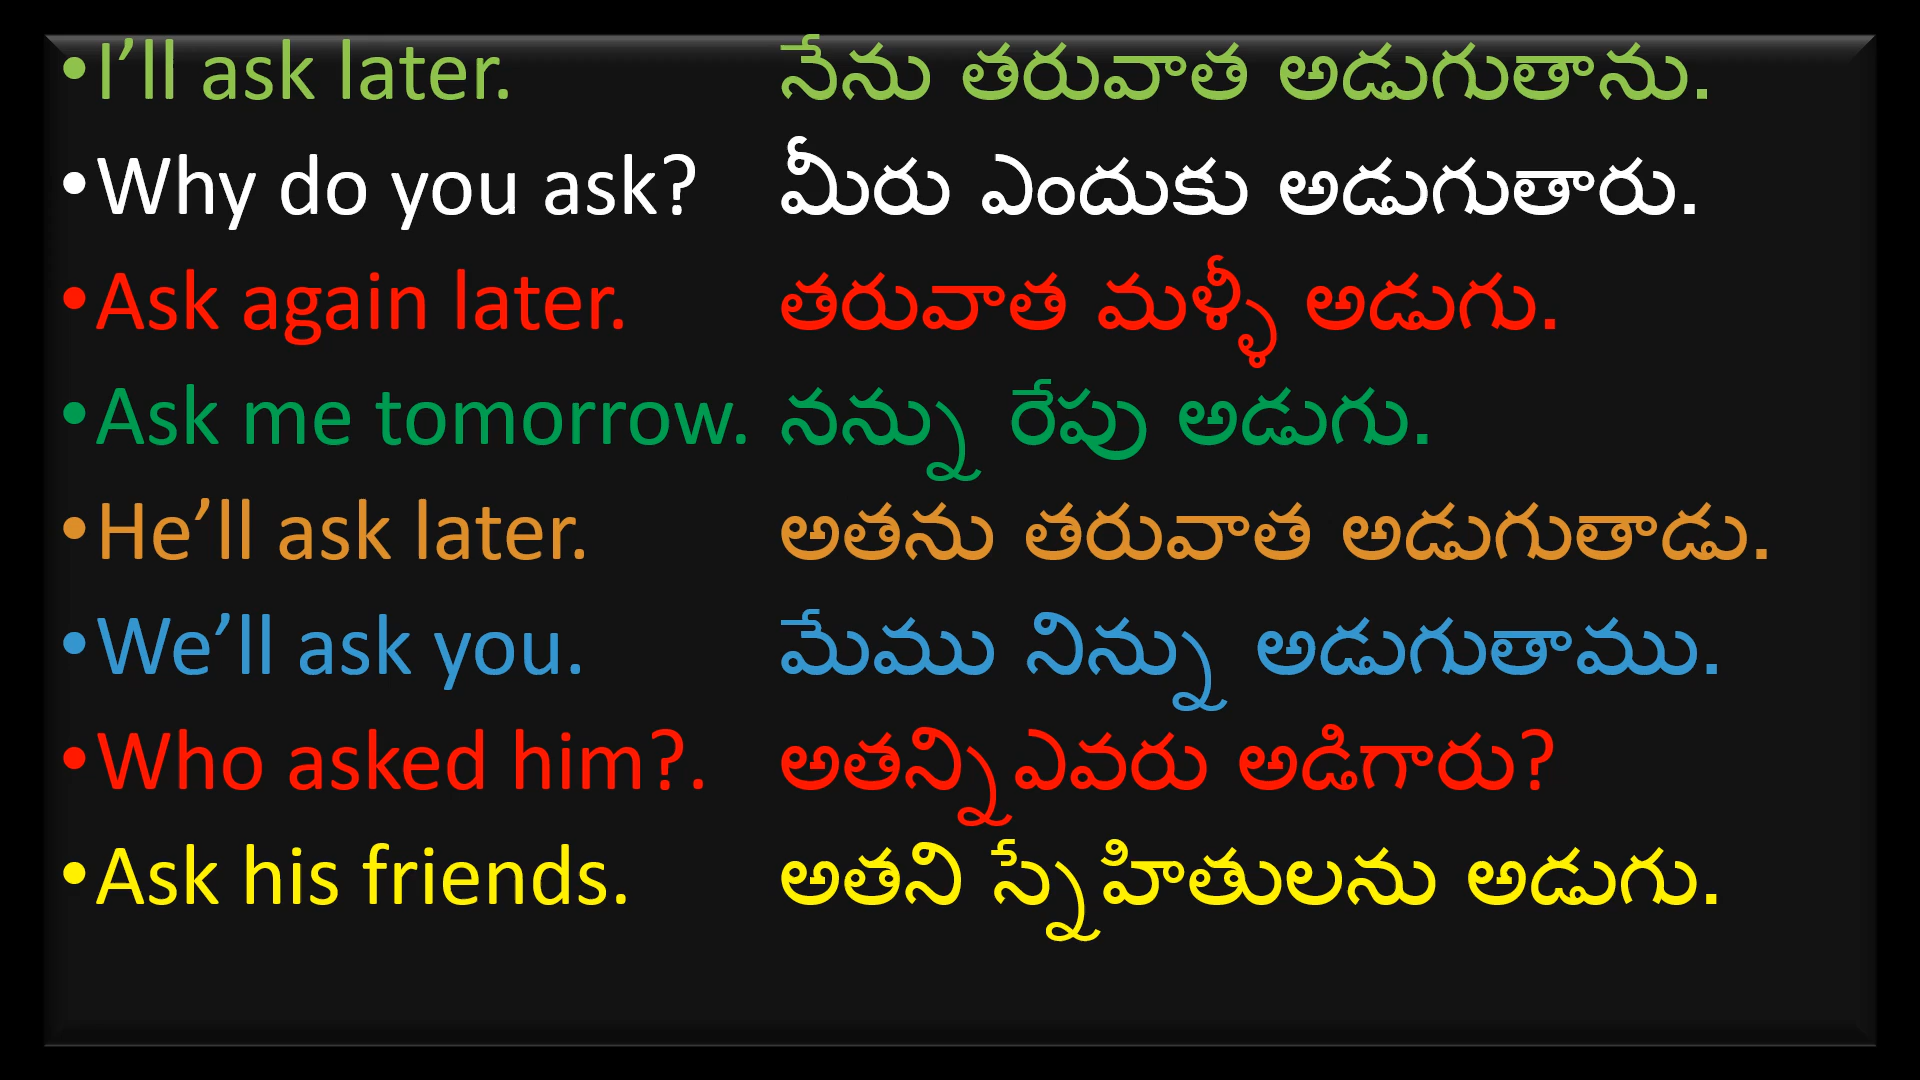 •I’ll ask later. నేను తరువాత అడుగుతాను.
•Why do you ask? మీరు ఎందుకు అడుగుతారు.
•Ask again later. తరువాత మళ్ళీ అడుగు.
•Ask me tomorrow. నన్ను రేపు అడుగు.
•He’ll ask later. అతను తరువాత అడుగుతాడు.
•We’ll ask you. మేము నిన్ను అడుగుతాము.
•Who asked him?. అతన్ని ఎవరు అడిగారు?
•Ask his friends. అతని స్నేహితులను అడుగు.